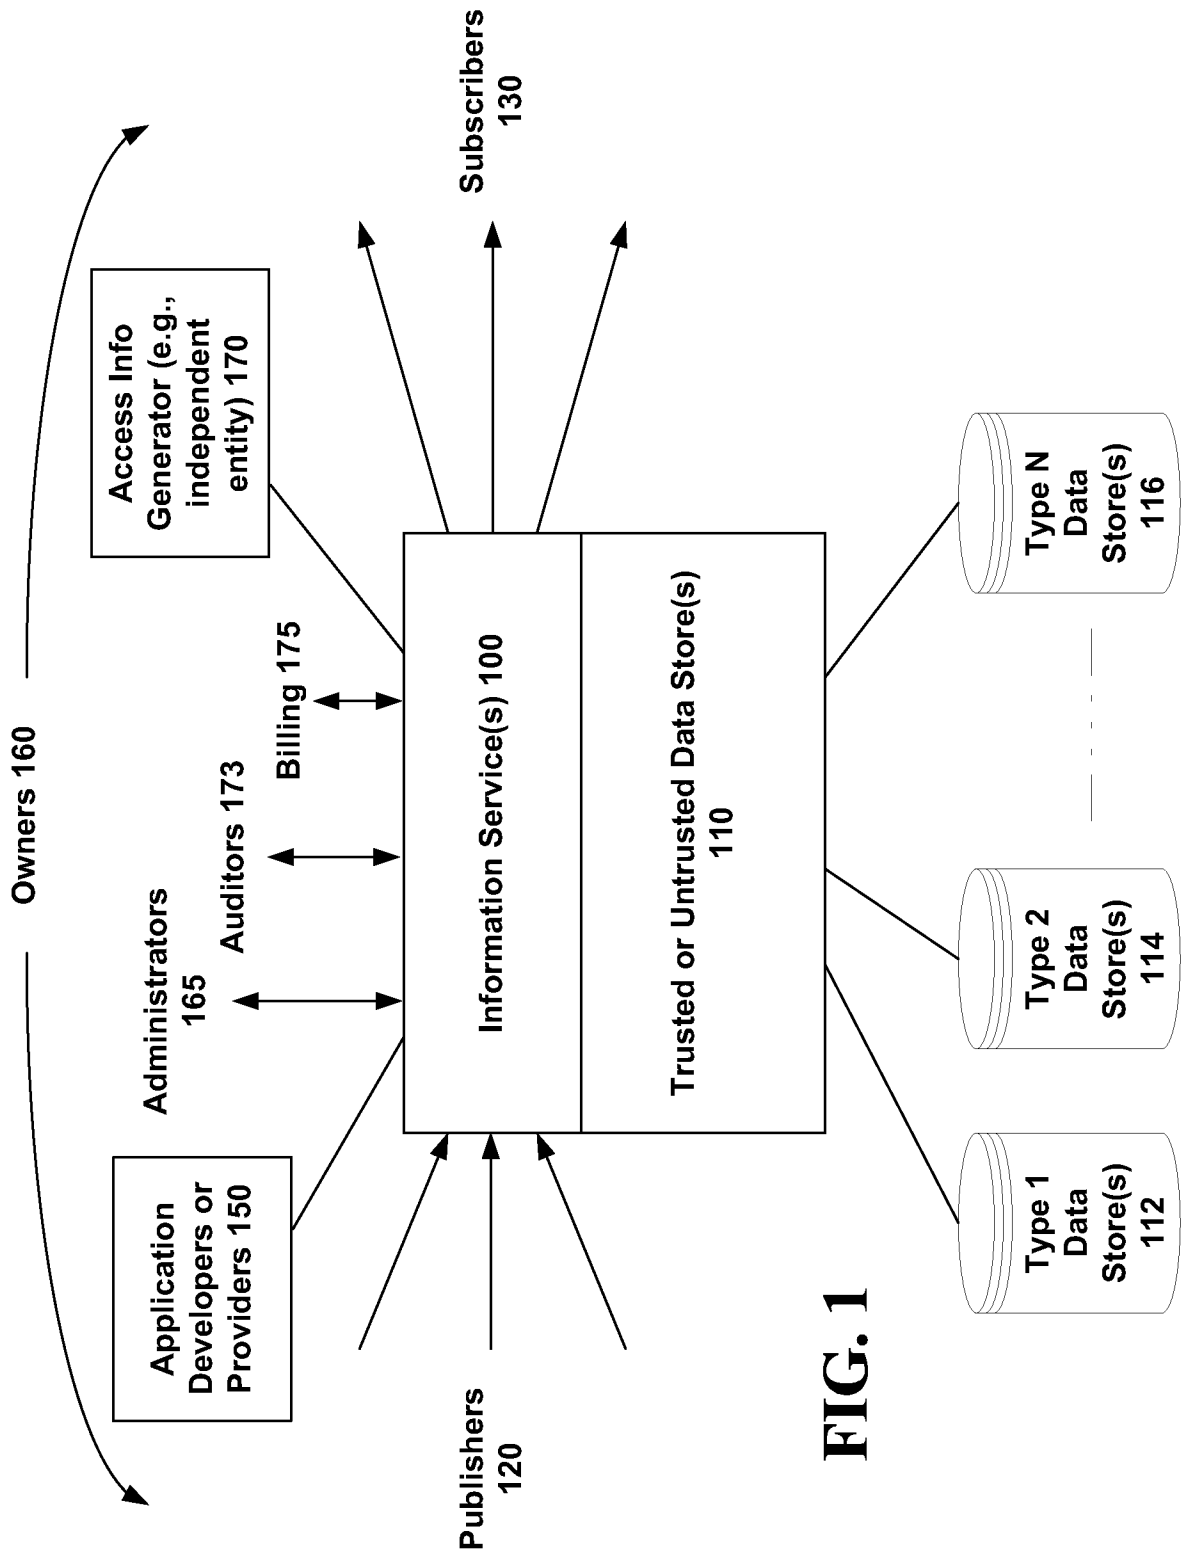 Owners 160
Administrators
165
Auditors 173
Billing 175
Application
Developers or
Providers 150
Access Info
Generator (e.g.,
independent
entity) 170
Publishers
120
Information Service(s) 100
Subscribers
130
Trusted or Untrusted Data Store(s)
110
Type 1
Data
Store(s)
112
Type 2
Data
Store(s)
114
Type N
Data
Store(s)
116
FIG. 1